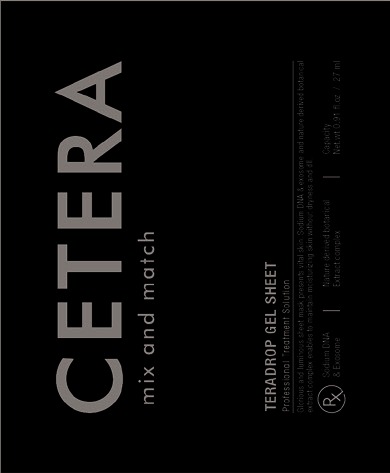 CETERA
mix and match
TERADROP GEL SHEET
Professional Treatment Solution
Glorious and luminous sheet mask presents vital skin. Sodium DNA & exosome and nature derived botanical
extract complex enables to maintain moisturizing skin without dryness and
Rx
Sodium DNA
& Exosome
Nature derived botanical
Extract complex
Capacity
Net wt 0.91 fl.oz / 27 ml